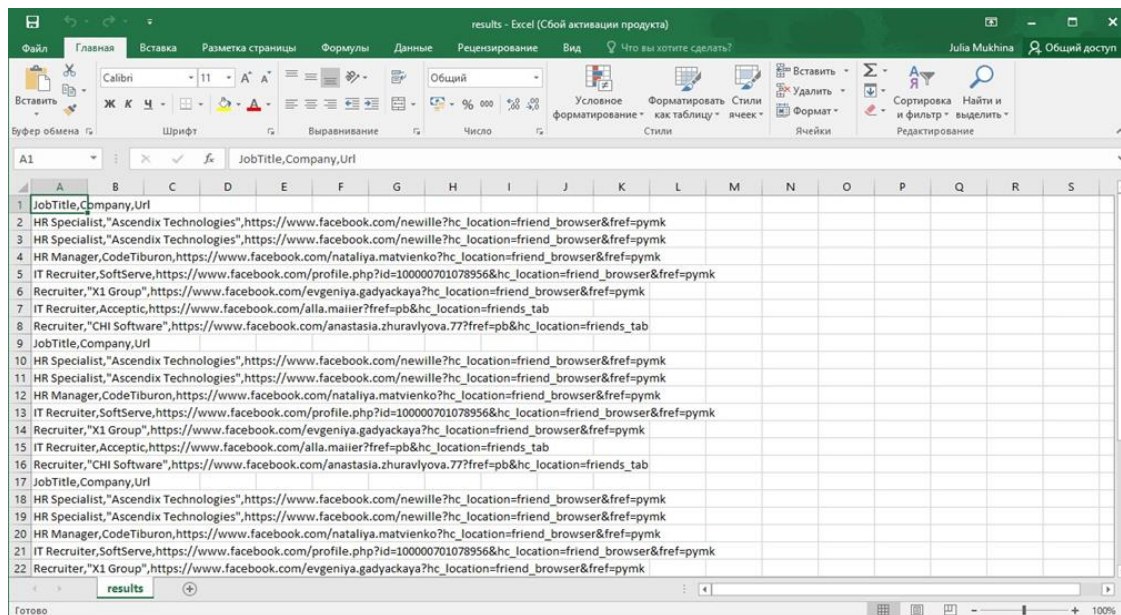 results - Excel (Сбой активации продукта)
Файл Главная Вставка Разметка страницы Формулы Данные Рецензирование Вид Что вы хотите сделать? Julia Mukhina Общий доступ
Вставить
Calibri 11
Ж К Ч
Общий
% 000
Условное форматирование
Форматировать как таблицу
Стили ячеек
Вставить
Удалить
Формат
Сортировка и фильтр
Найти и выделить
Буфер обмена Шрифт Выравнивание Число Стили Ячейки Редактирование
A1 fx JobTitle,Company,Url
A B C D E F G H I J K L M N O P Q R S
1 JobTitle,Company,Url
2 HR Specialist,"Ascendix Technologies",https://www.facebook.com/newille?hc_location=friend_browser&fref=pymk
3 HR Specialist,"Ascendix Technologies",https://www.facebook.com/newille?hc_location=friend_browser&fref=pymk
4 HR Manager,CodeTiburon,https://www.facebook.com/nataliya.matvienko?hc_location=friend_browser&fref=pymk
5 IT Recruiter,SoftServe,https://www.facebook.com/profile.php?id=100000701078956&hc_location=friend_browser&fref=pymk
6 Recruiter,"X1 Group",https://www.facebook.com/evgeniya.gadyackaya?hc_location=friend_browser&fref=pymk
7 IT Recruiter,Acceptic,https://www.facebook.com/alla.maiier?fref=pb&hc_location=friends_tab
8 Recruiter,"CHI Software",https://www.facebook.com/anastasia.zhuravlyova.77?fref=pb&hc_location=friends_tab
9 JobTitle,Company,Url
10 HR Specialist,"Ascendix Technologies",https://www.facebook.com/newille?hc_location=friend_browser&fref=pymk
11 HR Specialist,"Ascendix Technologies",https://www.facebook.com/newille?hc_location=friend_browser&fref=pymk
12 HR Manager,CodeTiburon,https://www.facebook.com/nataliya.matvienko?hc_location=friend_browser&fref=pymk
13 IT Recruiter,SoftServe,https://www.facebook.com/profile.php?id=100000701078956&hc_location=friend_browser&fref=pymk
14 Recruiter,"X1 Group",https://www.facebook.com/evgeniya.gadyackaya?hc_location=friend_browser&fref=pymk
15 IT Recruiter,Acceptic,https://www.facebook.com/alla.maiier?fref=pb&hc_location=friends_tab
16 Recruiter,"CHI Software",https://www.facebook.com/anastasia.zhuravlyova.77?fref=pb&hc_location=friends_tab
17 JobTitle,Company,Url
18 HR Specialist,"Ascendix Technologies",https://www.facebook.com/newille?hc_location=friend_browser&fref=pymk
19 HR Specialist,"Ascendix Technologies",https://www.facebook.com/newille?hc_location=friend_browser&fref=pymk
20 HR Manager,CodeTiburon,https://www.facebook.com/nataliya.matvienko?hc_location=friend_browser&fref=pymk
21 IT Recruiter,SoftServe,https://www.facebook.com/profile.php?id=100000701078956&hc_location=friend_browser&fref=pymk
22 Recruiter,"X1 Group",https://www.facebook.com/evgeniya.gadyackaya?hc_location=friend_browser&fref=pymk
results
Готово 100%